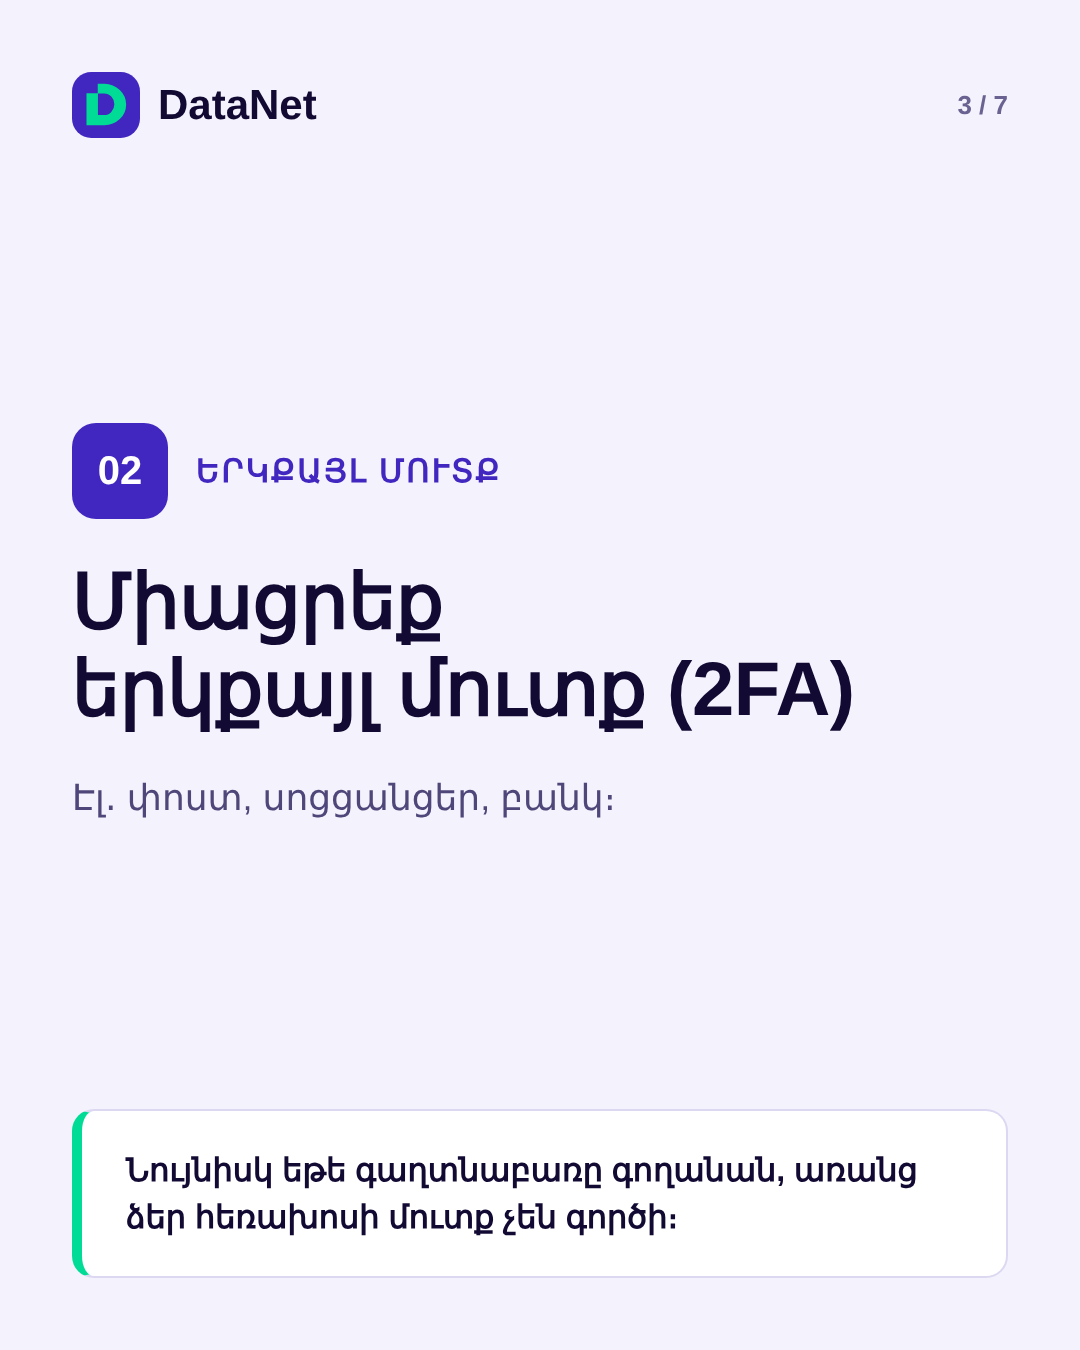 DataNet
3 / 7
02
ԵՐԿՔԱՅԼ ՄՈՒՏՔ
Միացրեք
երկքայլ մուտք (2FA)
Էլ. փոստ, սոցցանցեր, բանկ։
Նույնիսկ եթե գաղտնաբառը գողանան, առանց
ձեր հեռախոսի մուտք չեն գործի։